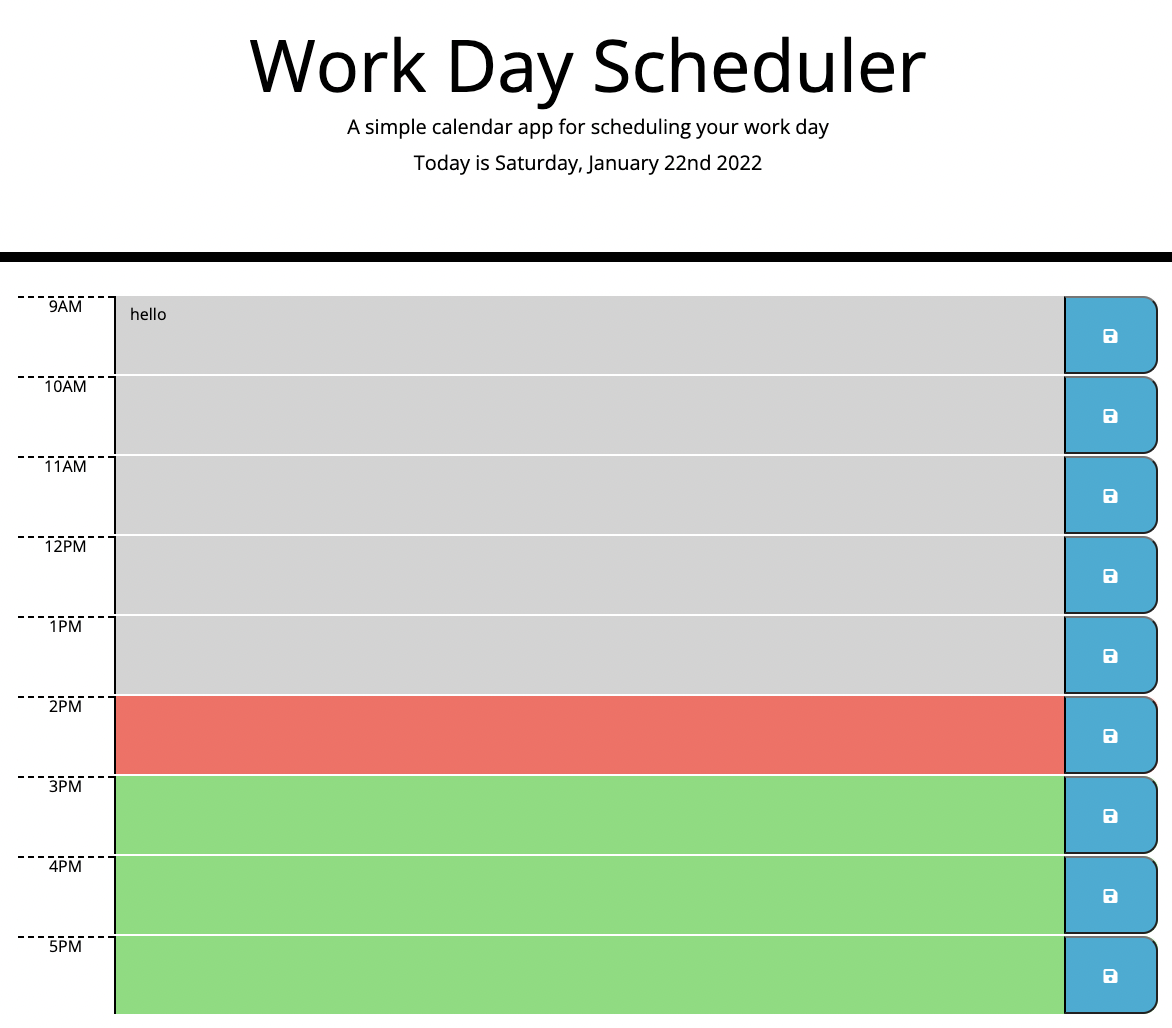 Work Day Scheduler
A simple calendar app for scheduling your work day
Today is Saturday, January 22nd 2022
9AM
hello
10AM
11AM
12PM
1PM
2PM
3PM
4PM
5PM